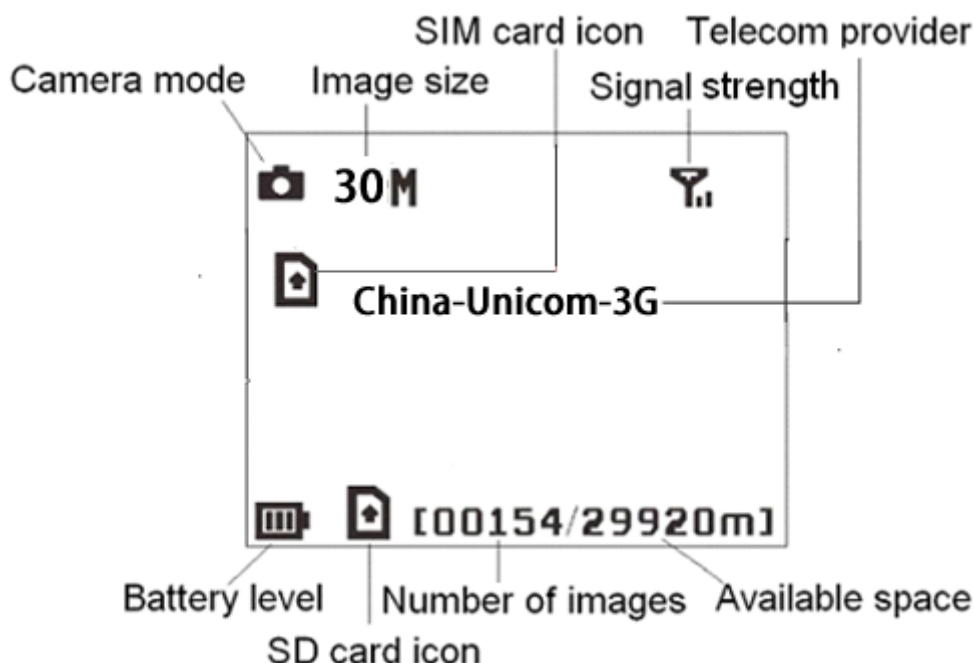 SIM card icon Telecom provider
Camera mode Image size Signal strength
30M
China-Unicom-3G
[00154/29920m]
Battery level Number of images Available space
SD card icon